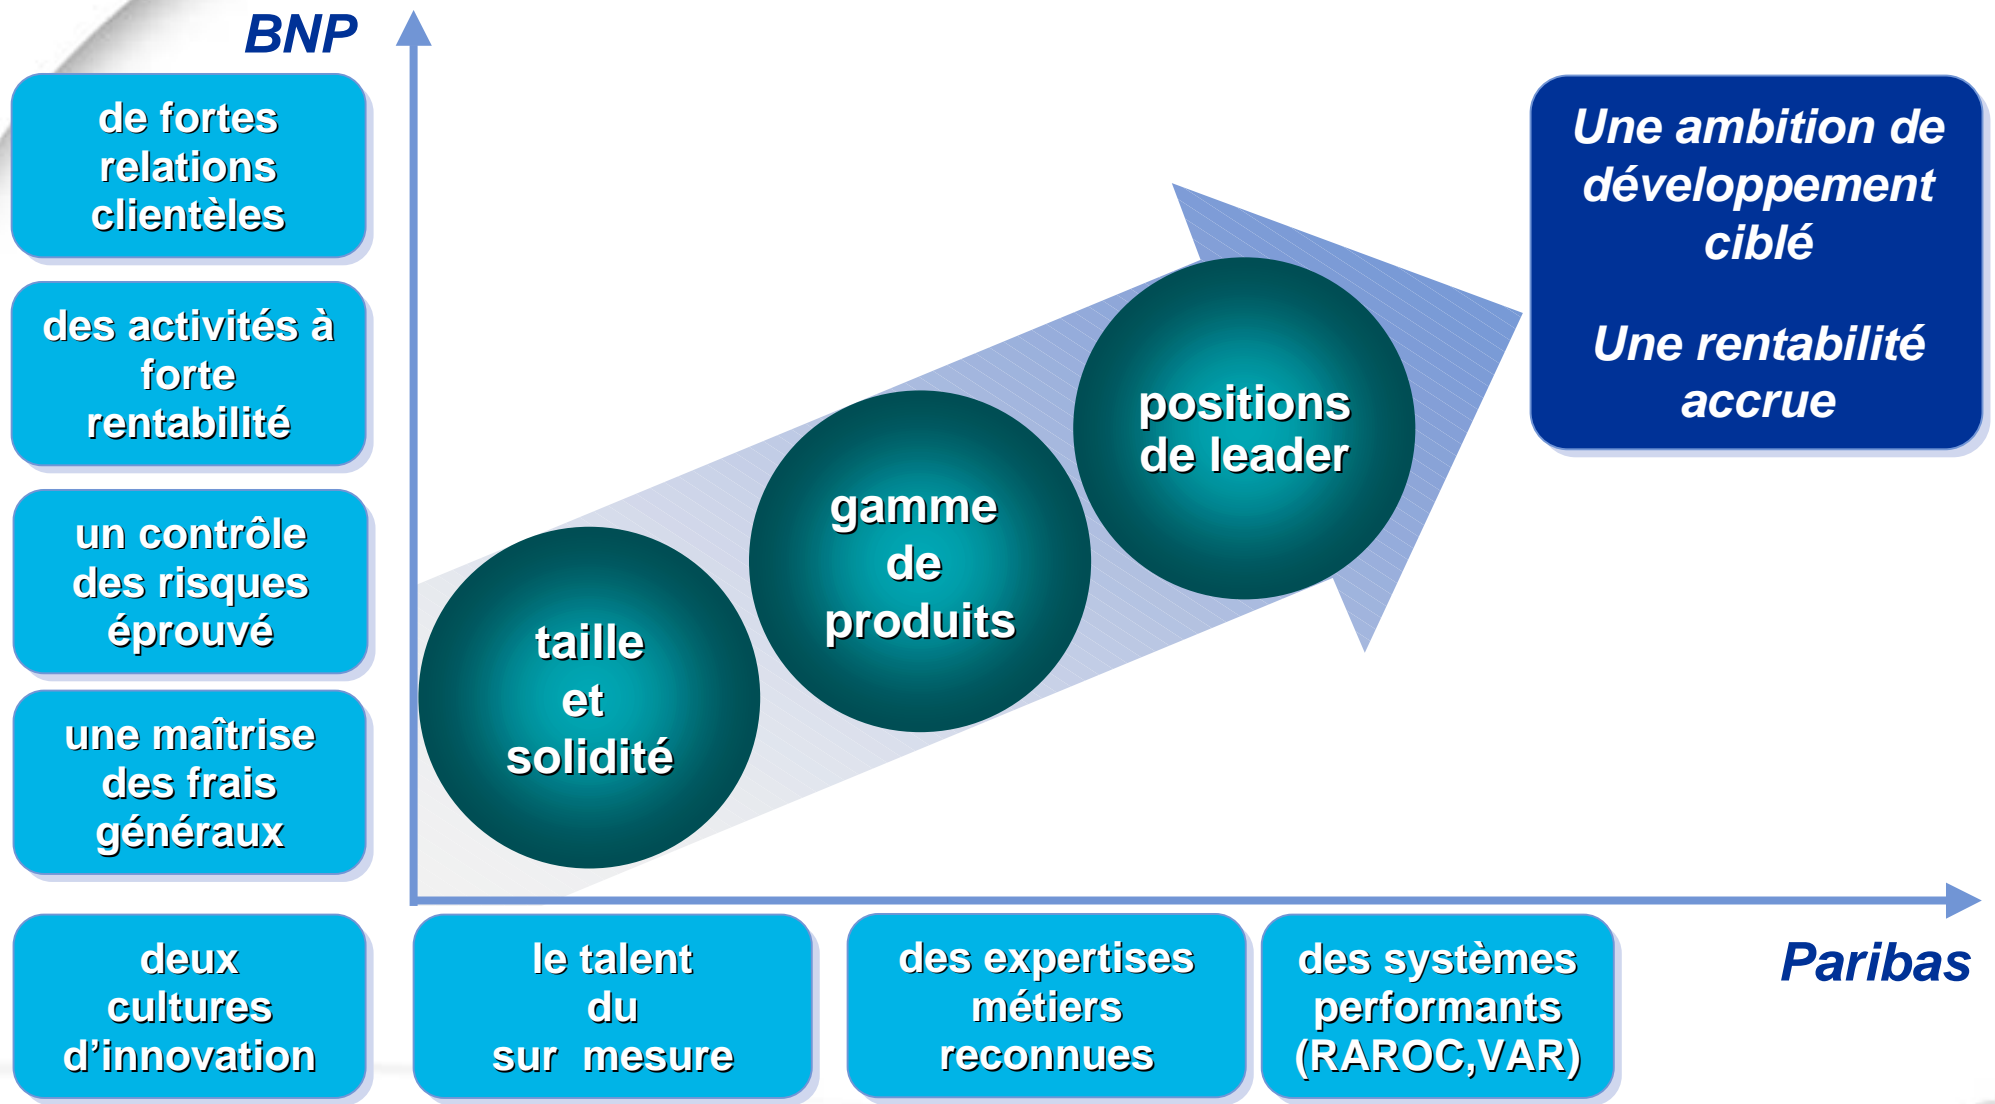 BNP
de fortes
relations
clientèles
des activités à
forte
rentabilité
un contrôle
des risques
éprouvé
une maîtrise
des frais
généraux
deux
cultures
d’innovation
le talent
du
sur mesure
des expertises
métiers
reconnues
des systèmes
performants
(RAROC,VAR)
Paribas
taille
et
solidité
gamme
de
produits
positions
de leader
Une ambition de
développement
ciblé
Une rentabilité
accrue